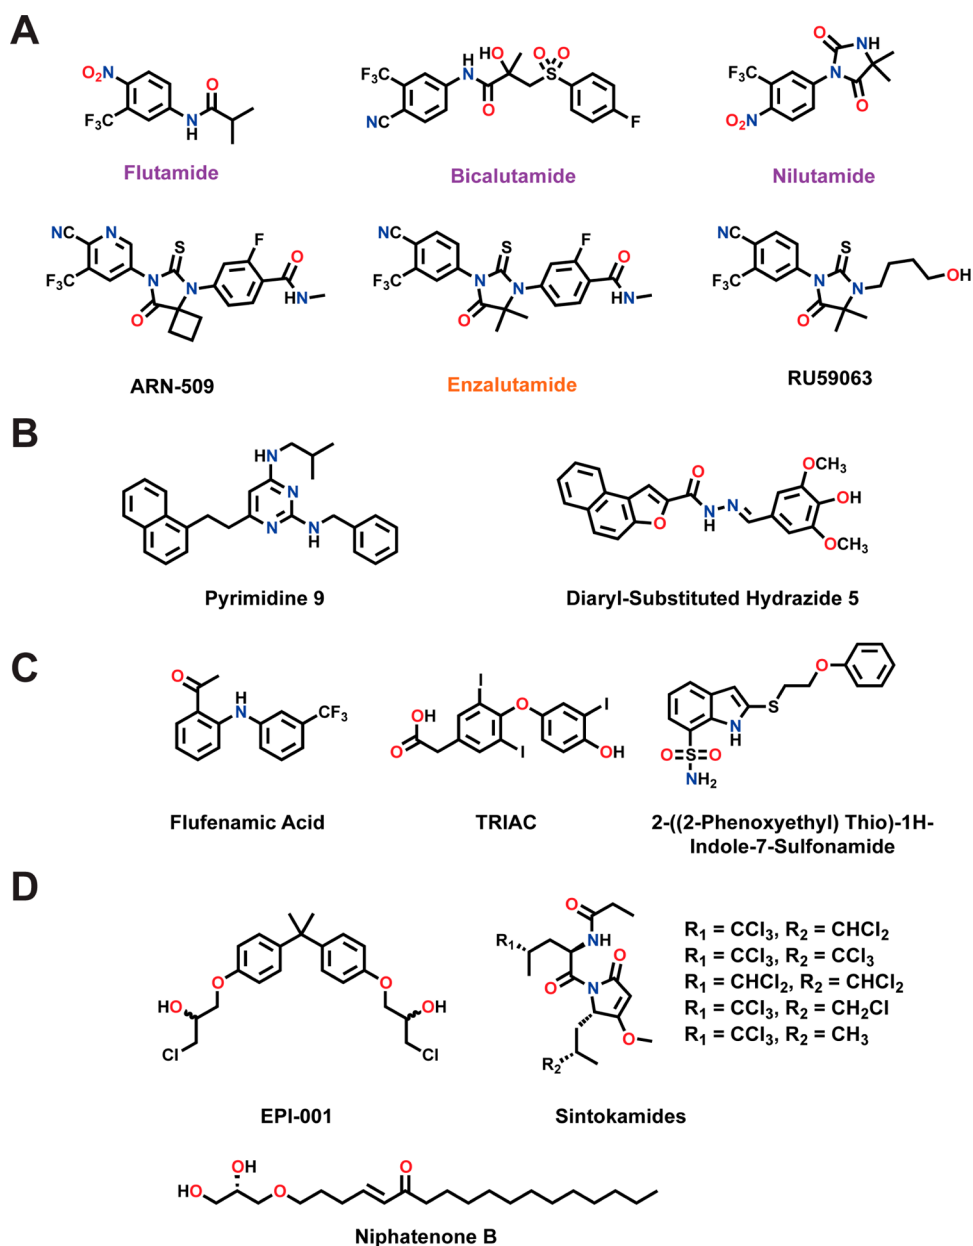 A
NO2
F3C
N
H
O
Flutamide
F3C
NC
NH
O
HO
O
O
S
F
Bicalutamide
O
NH
F3C
N
O2N
O
Nilutamide
NC
N
F3C
N
S
N
O
F
O
HN
ARN-509
NC
F3C
N
S
N
O
F
O
HN
Enzalutamide
NC
F3C
N
S
N
O
OH
RU59063
B
HN
N
N
N
H
Pyrimidine 9
O
O
N
H
N
OCH3
OH
OCH3
Diaryl-Substituted Hydrazide 5
C
O
H
N
CF3
Flufenamic Acid
OH
O
I
I
O
I
OH
TRIAC
O
S
N
H
O=S=O
NH2
2-((2-Phenoxyethyl) Thio)-1H-
Indole-7-Sulfonamide
D
O
HO
Cl
O
OH
Cl
EPI-001
O
R1
HN
O
O
N
O
R2
Sintokamides
R1 = CCl3, R2 = CHCl2
R1 = CCl3, R2 = CCl3
R1 = CHCl2, R2 = CHCl2
R1 = CCl3, R2 = CH2Cl
R1 = CCl3, R2 = CH3
OH
HO
O
O
Niphatenone B